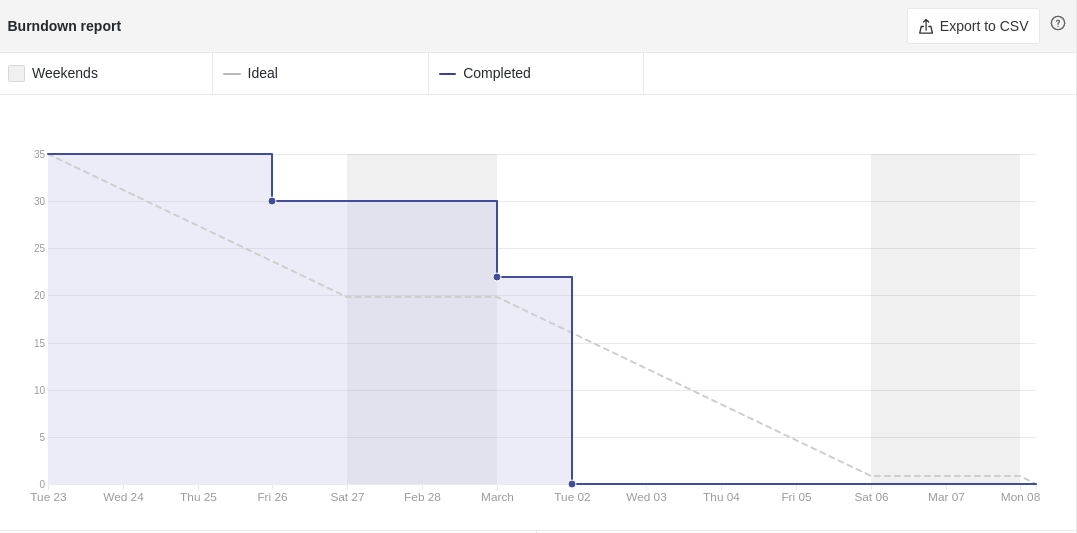 Burndown report
Export to CSV
Weekends
Ideal
Completed
35
30
25
20
15
10
5
0
Tue 23 Wed 24 Thu 25 Fri 26 Sat 27 Feb 28 March Tue 02 Wed 03 Thu 04 Fri 05 Sat 06 Mar 07 Mon 08